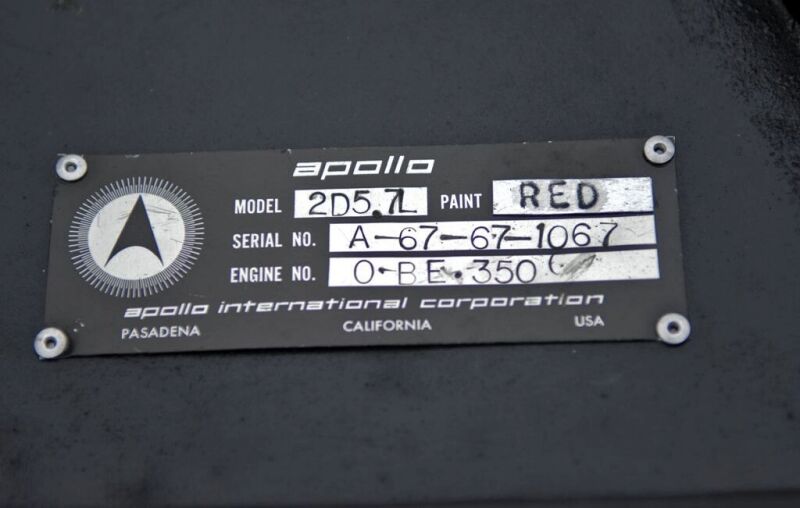 apollo
MODEL 2D5.7L PAINT RED
SERIAL NO. A-67-67-1067
ENGINE NO. O-BE.350
apollo international corporation
PASADENA CALIFORNIA USA